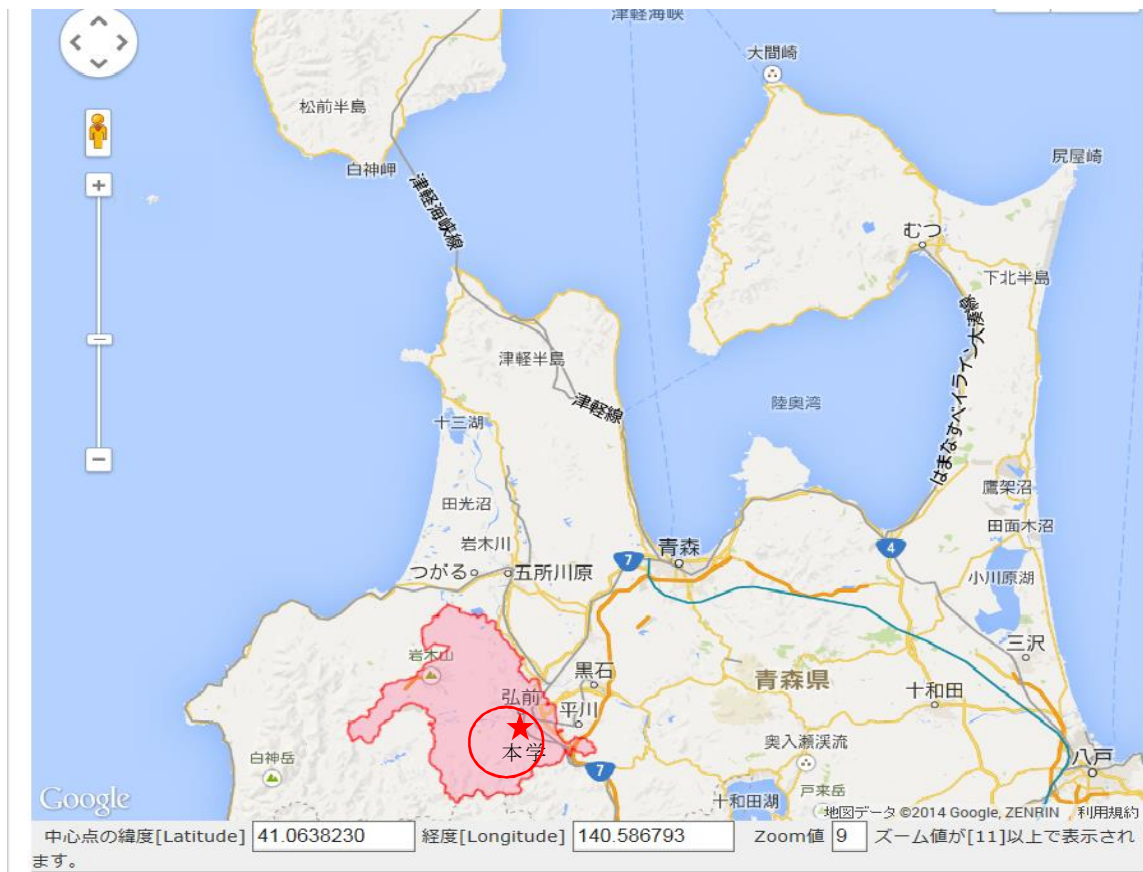 津軽海峡
大間崎
松前半島
尻屋崎
白神岬
津軽海峡線
むつ
下北半島
はまなすベイライン大湊線
津軽半島
津軽線
陸奥湾
十三湖
鷹架沼
田光沼
田面木沼
岩木川
7
青森
4
つがる
五所川原
小川原湖
三沢
岩木山
黒石
青森県
弘前
十和田
平川
本学
奥入瀬渓流
白神岳
7
八戸
戸来岳
十和田湖
Google
地図データ ©2014 Google, ZENRIN 利用規約
中心点の緯度[Latitude] 41.0638230 経度[Longitude] 140.586793 Zoom値 9 ズーム値が[11]以上で表示され
ます。